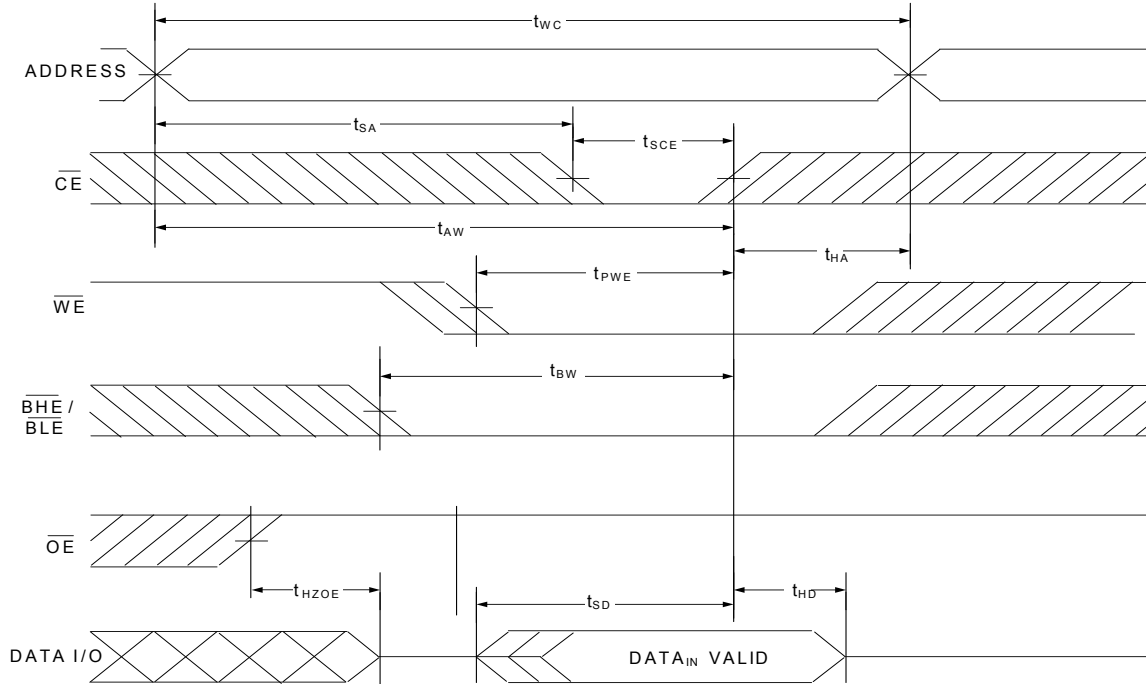 tWC
ADDRESS
tSA
tSCE
CE
tAW
tHA
tPWE
WE
tBW
BHE /
BLE
OE
tHZOE
tSD
tHD
DATA I/O
DATAIN VALID